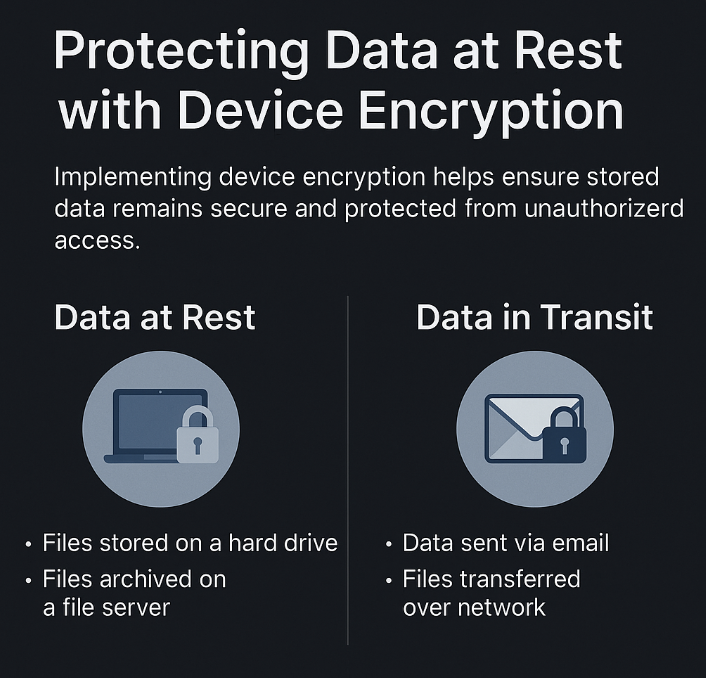 Protecting Data at Rest
with Device Encryption
Implementing device encryption helps ensure stored
data remains secure and protected from unauthorizerd
access.
Data at Rest
• Files stored on a hard drive
• Files archived on
a file server
Data in Transit
• Data sent via email
• Files transferred
over network